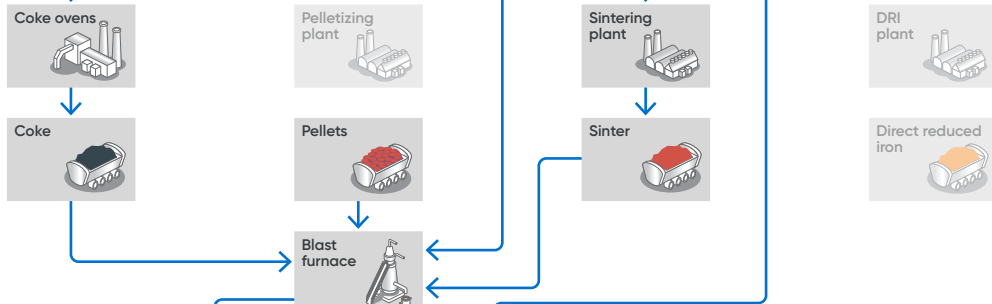 Coke ovens
Pelletizing
plant
Sintering
plant
DRI
plant
Coke
Pellets
Sinter
Direct reduced
iron
Blast
furnace